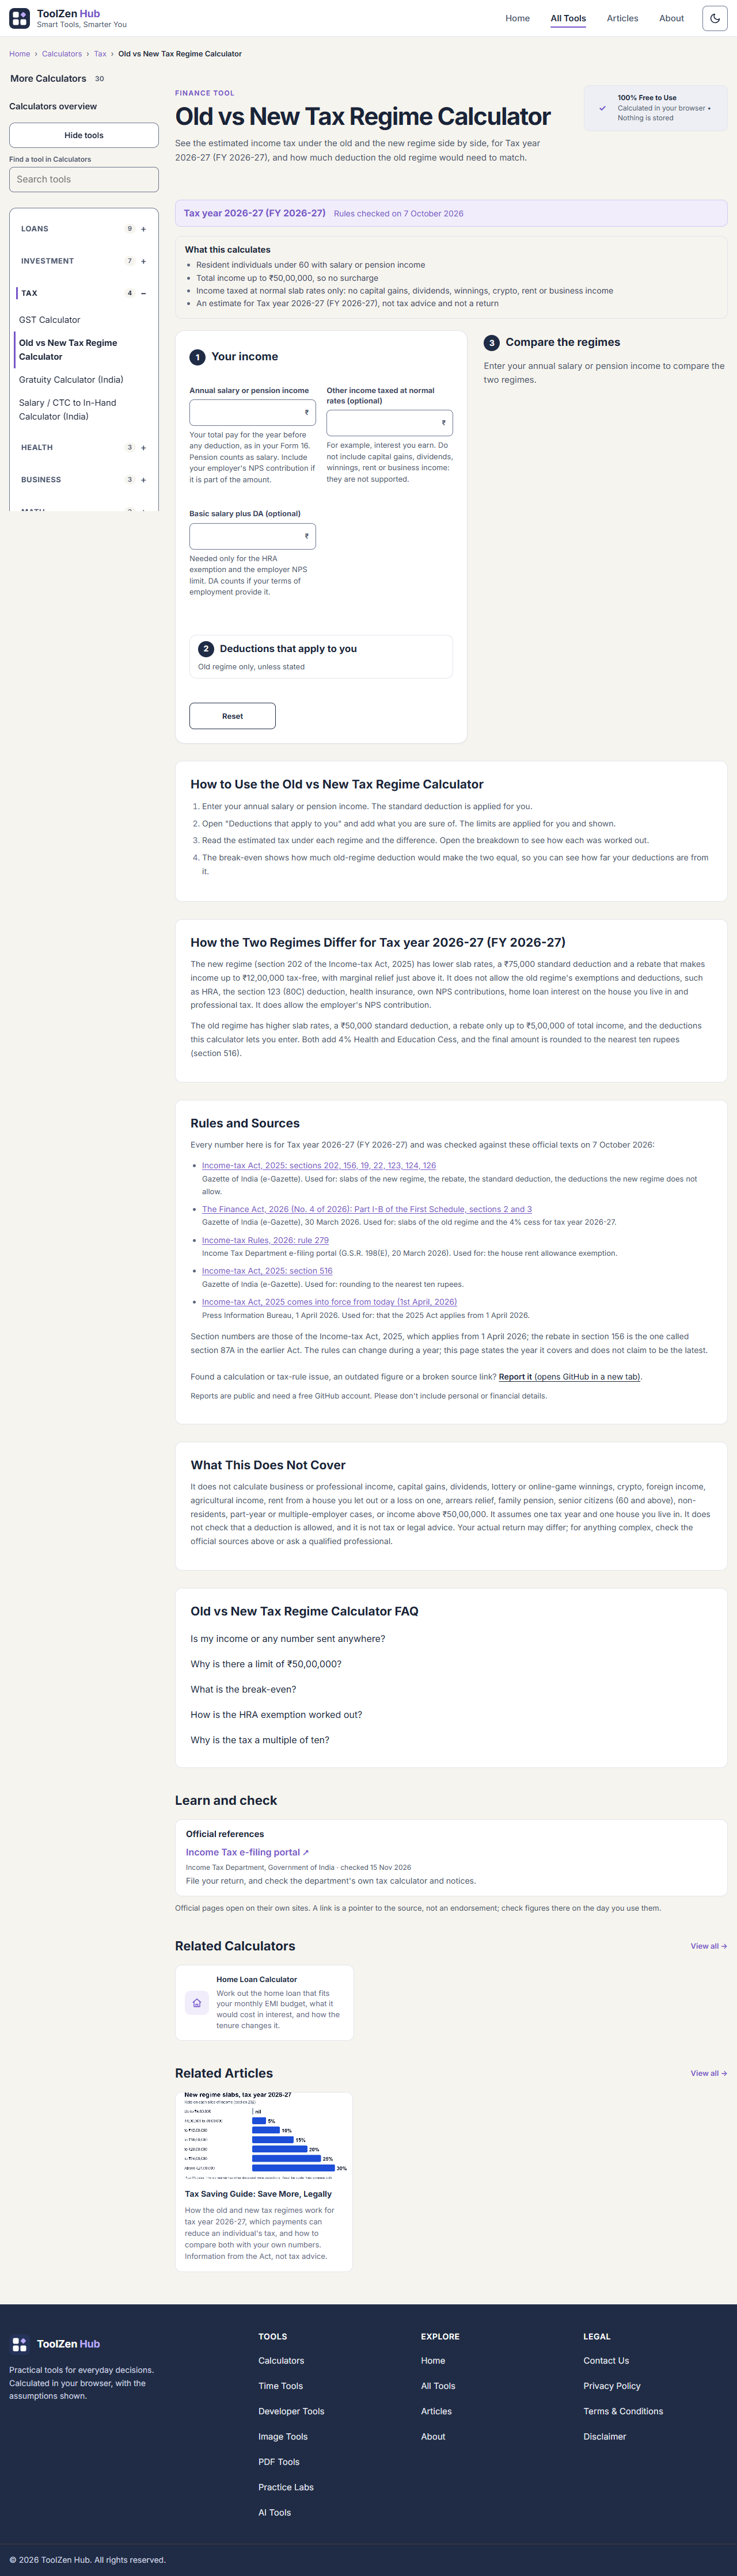 ToolZen Hub
Smart Tools, Smarter You
Home
All Tools
Articles
About
Home › Calculators › Tax › Old vs New Tax Regime Calculator
More Calculators 30
Calculators overview
Hide tools
Find a tool in Calculators
Search tools
LOANS 9 +
INVESTMENT 7 +
TAX 4 −
GST Calculator
Old vs New Tax Regime
Calculator
Gratuity Calculator (India)
Salary / CTC to In-Hand
Calculator (India)
HEALTH 3 +
BUSINESS 3 +
FINANCE TOOL
Old vs New Tax Regime Calculator
See the estimated income tax under the old and the new regime side by side, for Tax year
2026-27 (FY 2026-27), and how much deduction the old regime would need to match.
✓
100% Free to Use
Calculated in your browser •
Nothing is stored
Tax year 2026-27 (FY 2026-27) Rules checked on 7 October 2026
What this calculates
• Resident individuals under 60 with salary or pension income
• Total income up to ₹50,00,000, so no surcharge
• Income taxed at normal slab rates only: no capital gains, dividends, winnings, crypto, rent or business income
• An estimate for Tax year 2026-27 (FY 2026-27), not tax advice and not a return
1 Your income
Annual salary or pension income
₹
Your total pay for the year before
any deduction, as in your Form 16.
Pension counts as salary. Include
your employer's NPS contribution if
it is part of the amount.
Other income taxed at normal
rates (optional)
₹
For example, interest you earn. Do
not include capital gains, dividends,
winnings, rent or business income:
they are not supported.
Basic salary plus DA (optional)
₹
Needed only for the HRA
exemption and the employer NPS
limit. DA counts if your terms of
employment provide it.
2 Deductions that apply to you
Old regime only, unless stated
Reset
3 Compare the regimes
Enter your annual salary or pension income to compare the
two regimes.
How to Use the Old vs New Tax Regime Calculator
1. Enter your annual salary or pension income. The standard deduction is applied for you.
2. Open "Deductions that apply to you" and add what you are sure of. The limits are applied for you and shown.
3. Read the estimated tax under each regime and the difference. Open the breakdown to see how each was worked out.
4. The break-even shows how much old-regime deduction would make the two equal, so you can see how far your deductions are from
it.
How the Two Regimes Differ for Tax year 2026-27 (FY 2026-27)
The new regime (section 202 of the Income-tax Act, 2025) has lower slab rates, a ₹75,000 standard deduction and a rebate that makes
income up to ₹12,00,000 tax-free, with marginal relief just above it. It does not allow the old regime's exemptions and deductions, such
as HRA, the section 123 (80C) deduction, health insurance, own NPS contributions, home loan interest on the house you live in and
professional tax. It does allow the employer's NPS contribution.
The old regime has higher slab rates, a ₹50,000 standard deduction, a rebate only up to ₹5,00,000 of total income, and the deductions
this calculator lets you enter. Both add 4% Health and Education Cess, and the final amount is rounded to the nearest ten rupees
(section 516).
Rules and Sources
Every number here is for Tax year 2026-27 (FY 2026-27) and was checked against these official texts on 7 October 2026:
• Income-tax Act, 2025: sections 202, 156, 19, 22, 123, 124, 126
Gazette of India (e-Gazette). Used for: slabs of the new regime, the rebate, the standard deduction, the deductions the new regime does not
allow.
• The Finance Act, 2026 (No. 4 of 2026): Part I-B of the First Schedule, sections 2 and 3
Gazette of India (e-Gazette), 30 March 2026. Used for: slabs of the old regime and the 4% cess for tax year 2026-27.
• Income-tax Rules, 2026: rule 279
Income Tax Department e-filing portal (G.S.R. 198(E), 20 March 2026). Used for: the house rent allowance exemption.
• Income-tax Act, 2025: section 516
Gazette of India (e-Gazette). Used for: rounding to the nearest ten rupees.
• Income-tax Act, 2025 comes into force from today (1st April, 2026)
Press Information Bureau, 1 April 2026. Used for: that the 2025 Act applies from 1 April 2026.
Section numbers are those of the Income-tax Act, 2025, which applies from 1 April 2026; the rebate in section 156 is the one called
section 87A in the earlier Act. The rules can change during a year; this page states the year it covers and does not claim to be the latest.
Found a calculation or tax-rule issue, an outdated figure or a broken source link? Report it (opens GitHub in a new tab).
Reports are public and need a free GitHub account. Please don't include personal or financial details.
What This Does Not Cover
It does not calculate business or professional income, capital gains, dividends, lottery or online-game winnings, crypto, foreign income,
agricultural income, rent from a house you let out or a loss on one, arrears relief, family pension, senior citizens (60 and above), non-
residents, part-year or multiple-employer cases, or income above ₹50,00,000. It assumes one tax year and one house you live in. It does
not check that a deduction is allowed, and it is not tax or legal advice. Your actual return may differ; for anything complex, check the
official sources above or ask a qualified professional.
Old vs New Tax Regime Calculator FAQ
Is my income or any number sent anywhere?
Why is there a limit of ₹50,00,000?
What is the break-even?
How is the HRA exemption worked out?
Why is the tax a multiple of ten?
Learn and check
Official references
Income Tax e-filing portal ↗
Income Tax Department, Government of India · checked 15 Nov 2026
File your return, and check the department's own tax calculator and notices.
Official pages open on their own sites. A link is a pointer to the source, not an endorsement; check figures there on the day you use them.
Related Calculators
View all →
Home Loan Calculator
Work out the home loan that fits
your monthly EMI budget, what it
would cost in interest, and how the
tenure changes it.
Related Articles
View all →
New regime slabs, tax year 2026-27
nil
5%
10%
15%
20%
25%
30%
Tax Saving Guide: Save More, Legally
How the old and new tax regimes work for
tax year 2026-27, which payments can
reduce an individual's tax, and how to
compare both with your own numbers.
Information from the Act, not tax advice.
ToolZen Hub
Practical tools for everyday decisions.
Calculated in your browser, with the
assumptions shown.
TOOLS
Calculators
Time Tools
Developer Tools
Image Tools
PDF Tools
Practice Labs
AI Tools
EXPLORE
Home
All Tools
Articles
About
LEGAL
Contact Us
Privacy Policy
Terms & Conditions
Disclaimer
© 2026 ToolZen Hub. All rights reserved.